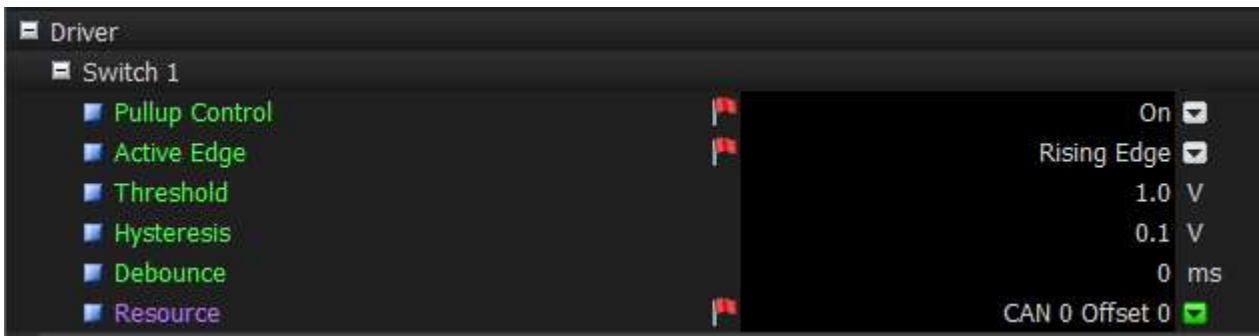 Driver
Switch 1
Pullup Control On
Active Edge Rising Edge
Threshold 1.0 V
Hysteresis 0.1 V
Debounce 0 ms
Resource CAN 0 Offset 0